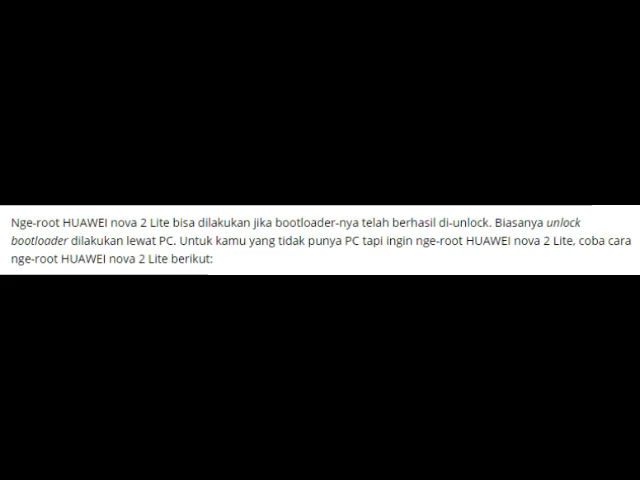 Nge-root HUAWEI nova 2 Lite bisa dilakukan jika bootloader-nya telah berhasil di-unlock. Biasanya unlock
bootloader dilakukan lewat PC. Untuk kamu yang tidak punya PC tapi ingin nge-root HUAWEI nova 2 Lite, coba cara
nge-root HUAWEI nova 2 Lite berikut: